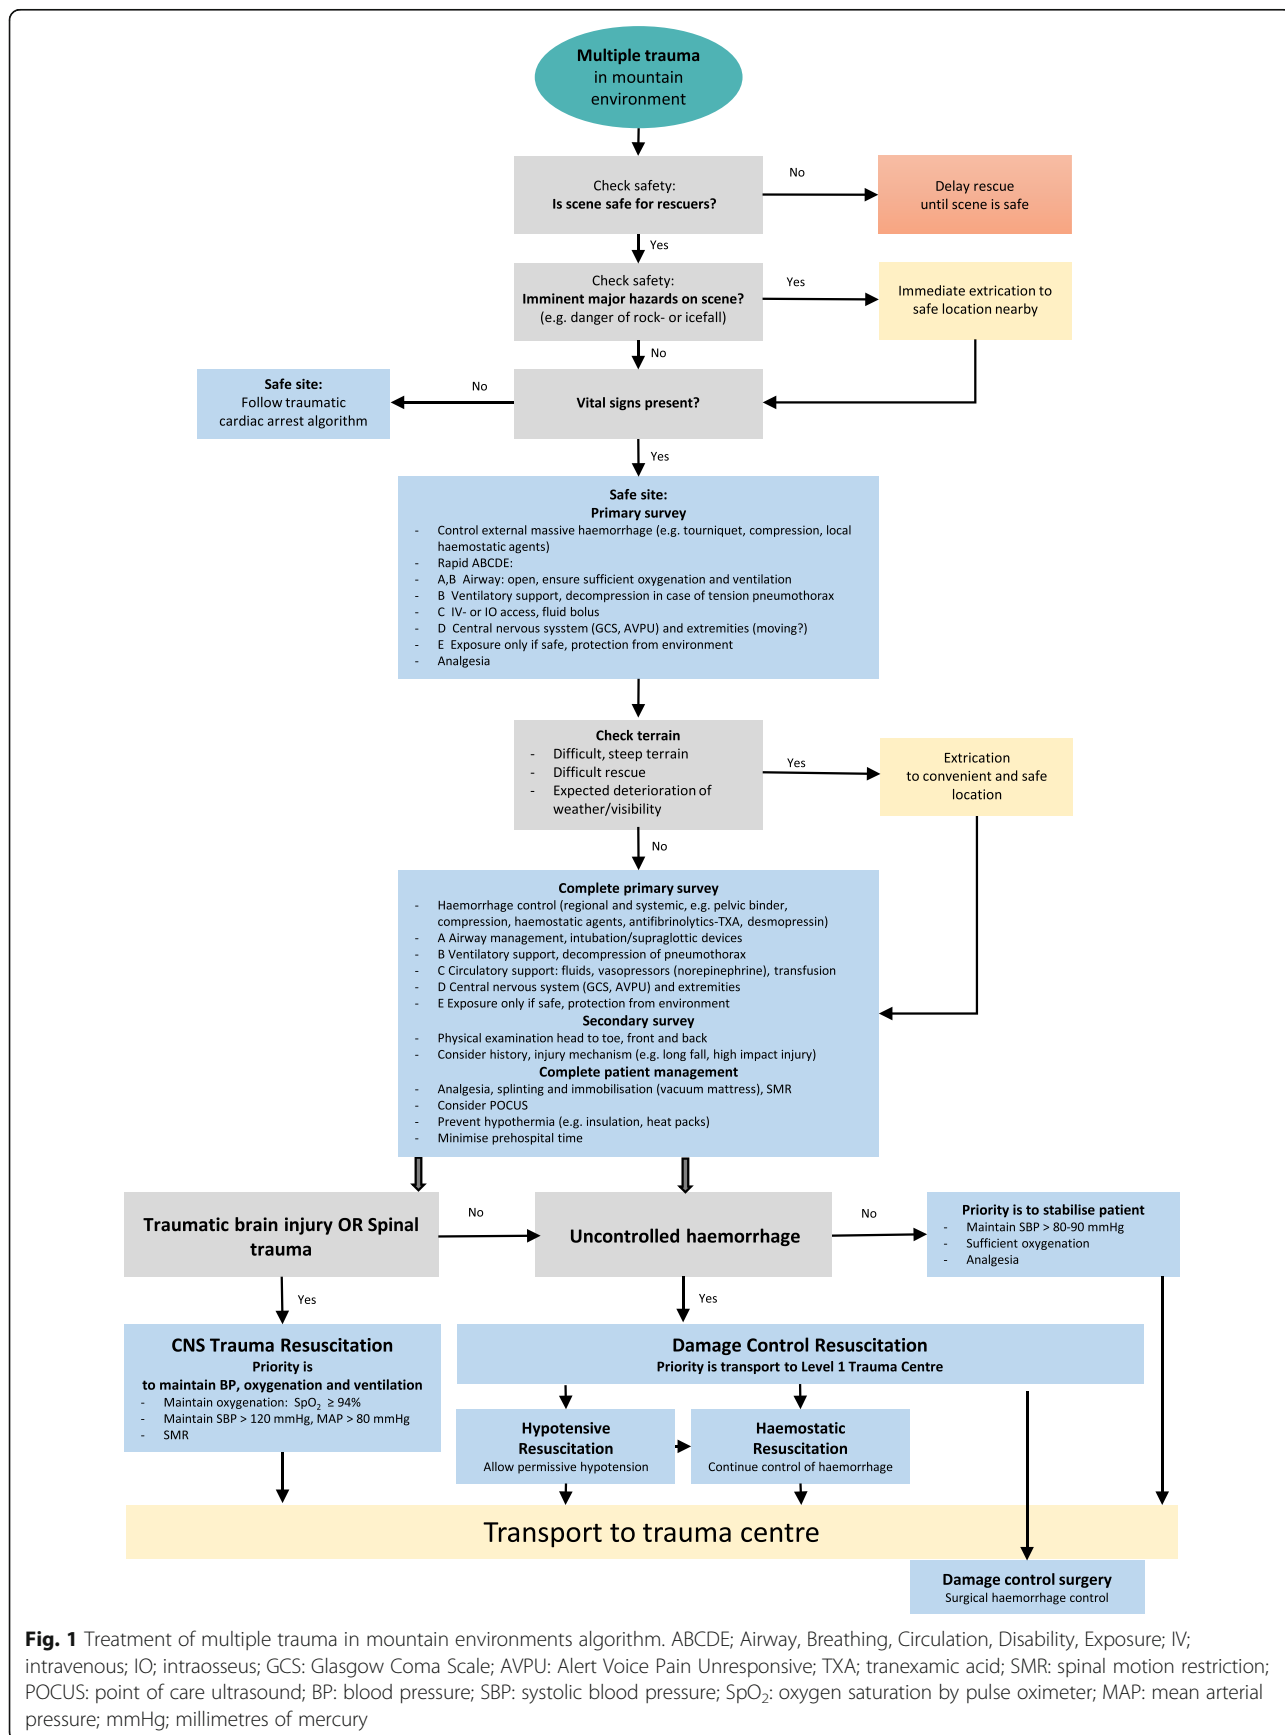 Multiple trauma
in mountain
environment
Check safety:
Is scene safe for rescuers?
No
Delay rescue
until scene is safe
Yes
Check safety:
Imminent major hazards on scene?
(e.g. danger of rock- or icefall)
Yes
Immediate extrication to
safe location nearby
No
Vital signs present?
No
Safe site:
Follow traumatic
cardiac arrest algorithm
Yes
Safe site:
Primary survey
- Control external massive haemorrhage (e.g. tourniquet, compression, local
haemostatic agents)
- Rapid ABCDE:
- A,B Airway: open, ensure sufficient oxygenation and ventilation
- B Ventilatory support, decompression in case of tension pneumothorax
- C IV- or IO access, fluid bolus
- D Central nervous sysstem (GCS, AVPU) and extremities (moving?)
- E Exposure only if safe, protection from environment
- Analgesia
Check terrain
- Difficult, steep terrain
- Difficult rescue
- Expected deterioration of
weather/visibility
Yes
Extrication
to convenient and safe
location
No
Complete primary survey
- Haemorrhage control (regional and systemic, e.g. pelvic binder,
compression, haemostatic agents, antifibrinolytics-TXA, desmopressin)
- A Airway management, intubation/supraglottic devices
- B Ventilatory support, decompression of pneumothorax
- C Circulatory support: fluids, vasopressors (norepinephrine), transfusion
- D Central nervous system (GCS, AVPU) and extremities
- E Exposure only if safe, protection from environment
Secondary survey
- Physical examination head to toe, front and back
- Consider history, injury mechanism (e.g. long fall, high impact injury)
Complete patient management
- Analgesia, splinting and immobilisation (vacuum mattress), SMR
- Consider POCUS
- Prevent hypothermia (e.g. insulation, heat packs)
- Minimise prehospital time
Traumatic brain injury OR Spinal
trauma
No
Uncontrolled haemorrhage
No
Priority is to stabilise patient
- Maintain SBP > 80-90 mmHg
- Sufficient oxygenation
- Analgesia
Yes
Yes
CNS Trauma Resuscitation
Priority is
to maintain BP, oxygenation and ventilation
- Maintain oxygenation: SpO₂ ≥ 94%
- Maintain SBP > 120 mmHg, MAP > 80 mmHg
- SMR
Damage Control Resuscitation
Priority is transport to Level 1 Trauma Centre
Hypotensive
Resuscitation
Allow permissive hypotension
Haemostatic
Resuscitation
Continue control of haemorrhage
Transport to trauma centre
Damage control surgery
Surgical haemorrhage control
Fig. 1 Treatment of multiple trauma in mountain environments algorithm. ABCDE; Airway, Breathing, Circulation, Disability, Exposure; IV;
intravenous; IO; intraosseus; GCS: Glasgow Coma Scale; AVPU: Alert Voice Pain Unresponsive; TXA; tranexamic acid; SMR: spinal motion restriction;
POCUS: point of care ultrasound; BP: blood pressure; SBP: systolic blood pressure; SpO₂: oxygen saturation by pulse oximeter; MAP: mean arterial
pressure; mmHg; millimetres of mercury